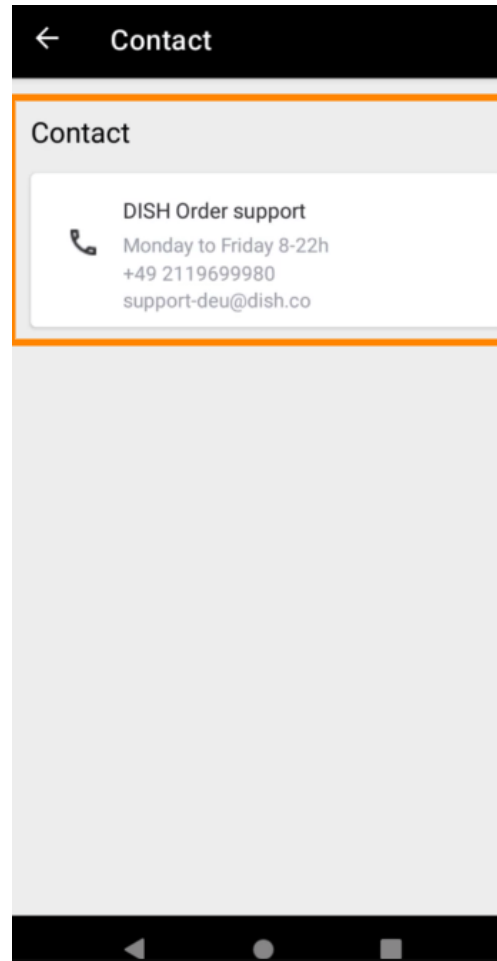 Contact
Contact
DISH Order support
Monday to Friday 8-22h
+49 2119699980
support-deu@dish.co